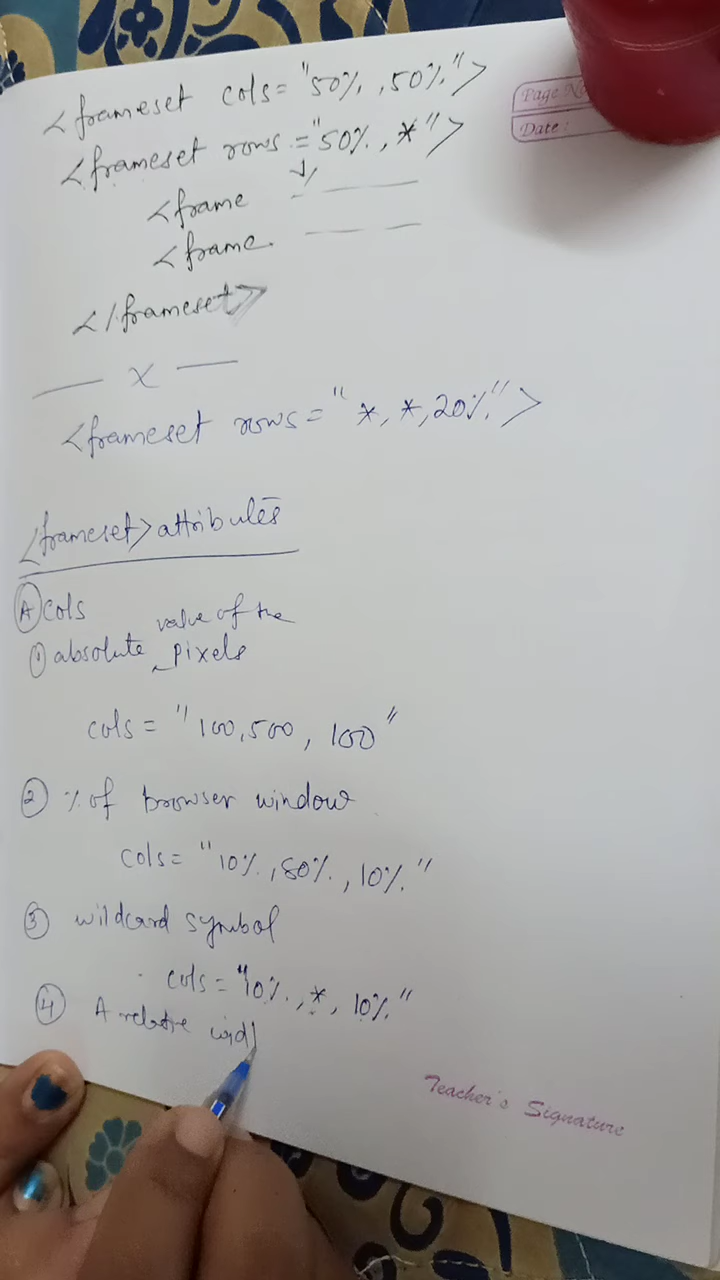 <frameset cols="50%,50%">
Page No
<frameset rows="50%,*">
Date :
<frame
<frame
</frameset>
— x —
<frameset rows="*,*,20%">
<frameset> attributes
(A) cols
value of the
(1) absolute pixels
cols = "100,500, 100"
(2) % of browser window
cols = "10%,80%,10%"
(3) wildcard symbol
cols = "10%,*,10%"
(4) A relative wid
Teacher's Signature